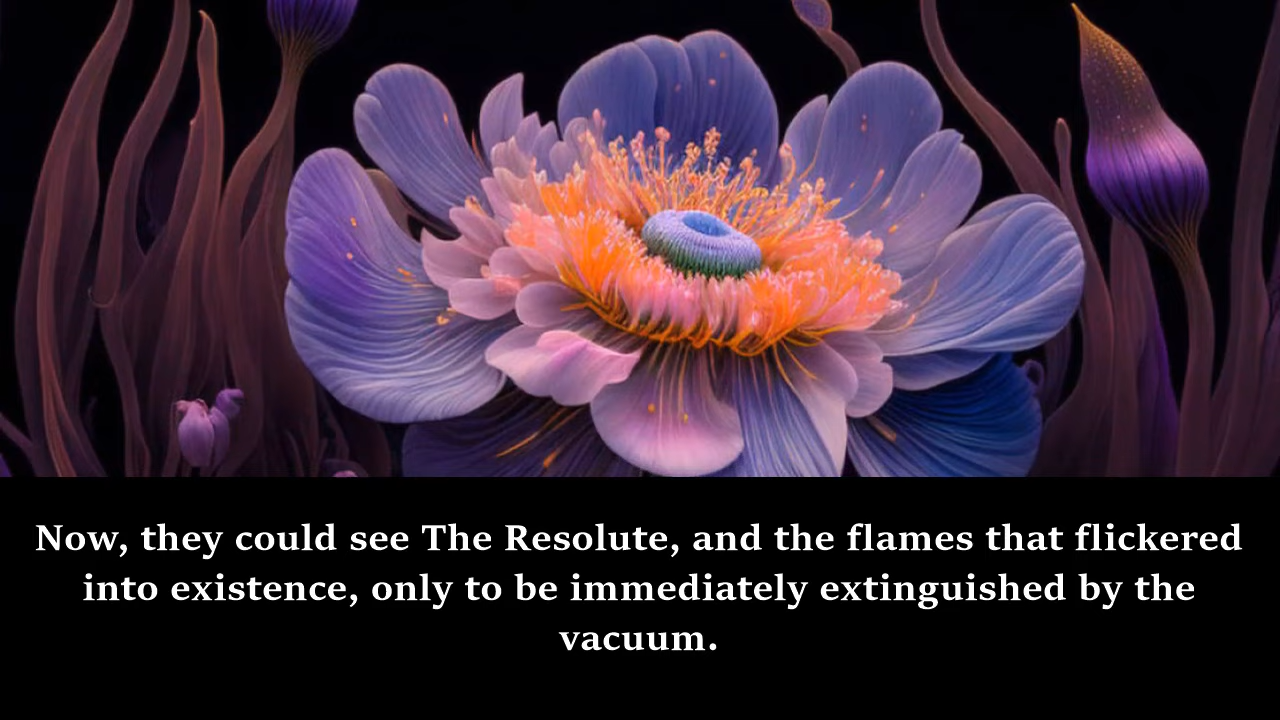 Now, they could see The Resolute, and the flames that flickered
into existence, only to be immediately extinguished by the
vacuum.